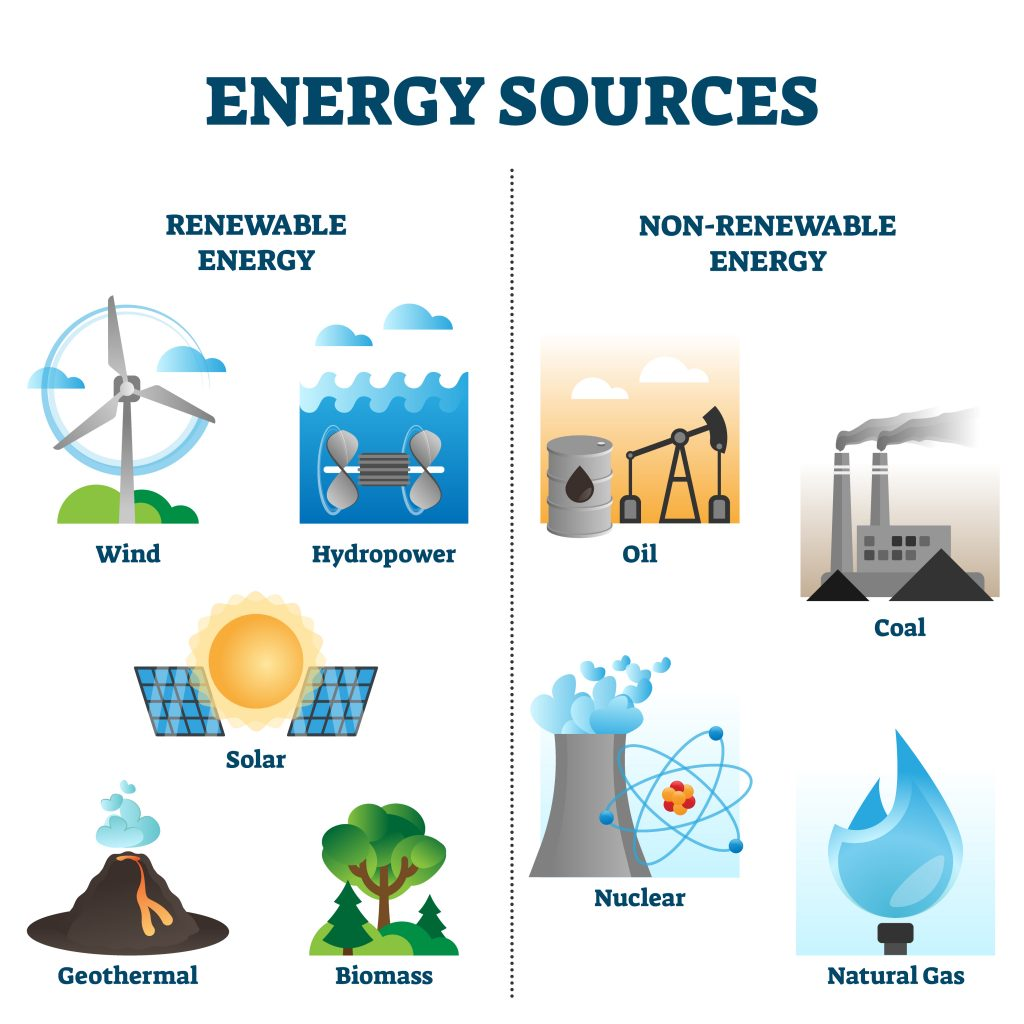 ENERGY SOURCES
RENEWABLE
ENERGY
Wind
Hydropower
Solar
Geothermal
Biomass
NON-RENEWABLE
ENERGY
Oil
Coal
Nuclear
Natural Gas